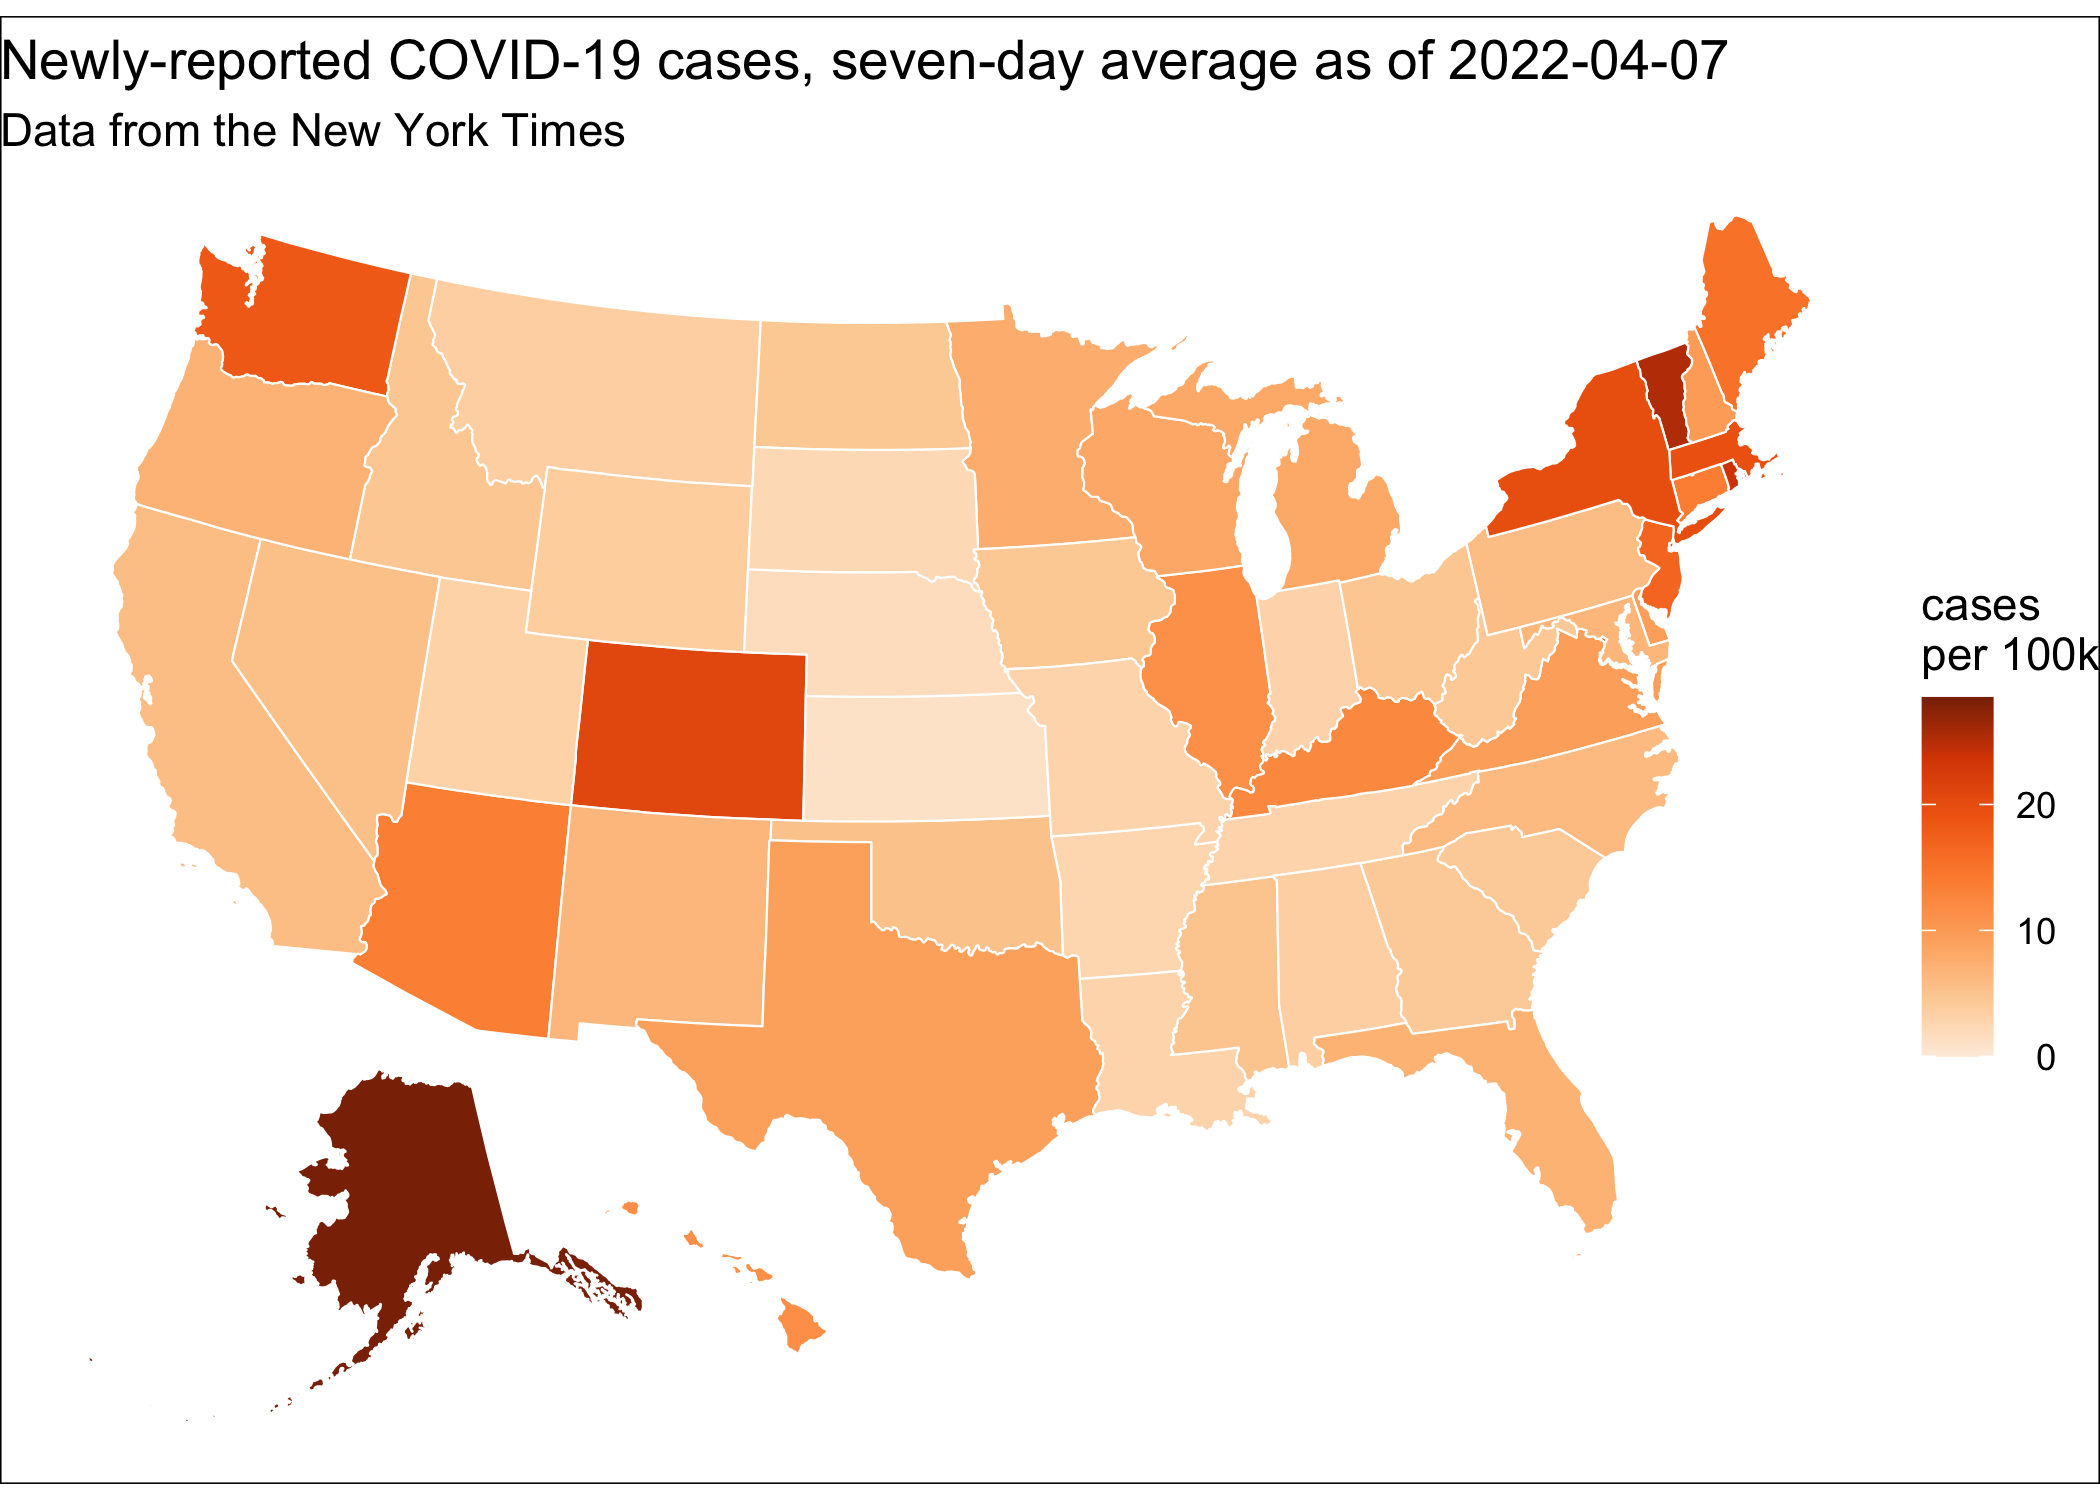 Newly-reported COVID-19 cases, seven-day average as of 2022-04-07
Data from the New York Times
cases
per 100k
20
10
0